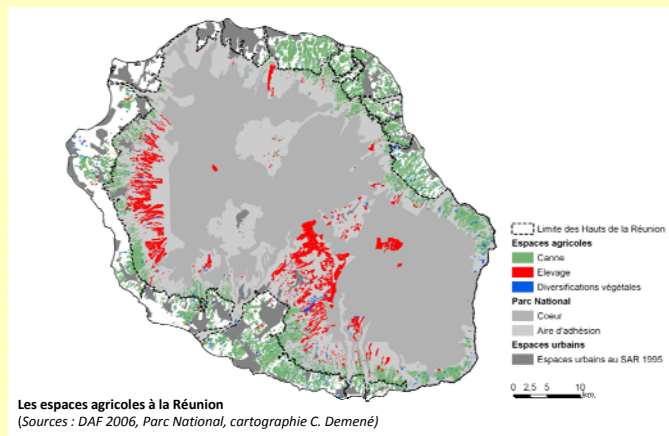 Limite des Hauts de la Réunion
Espaces agricoles
Canne
Elevage
Diversifications végétales
Parc National
Coeur
Aire d'adhésion
Espaces urbains
Espaces urbains au SAR 1995
0 2,5 5 10
km.
Les espaces agricoles à la Réunion
(Sources : DAF 2006, Parc National, cartographie C. Demené)